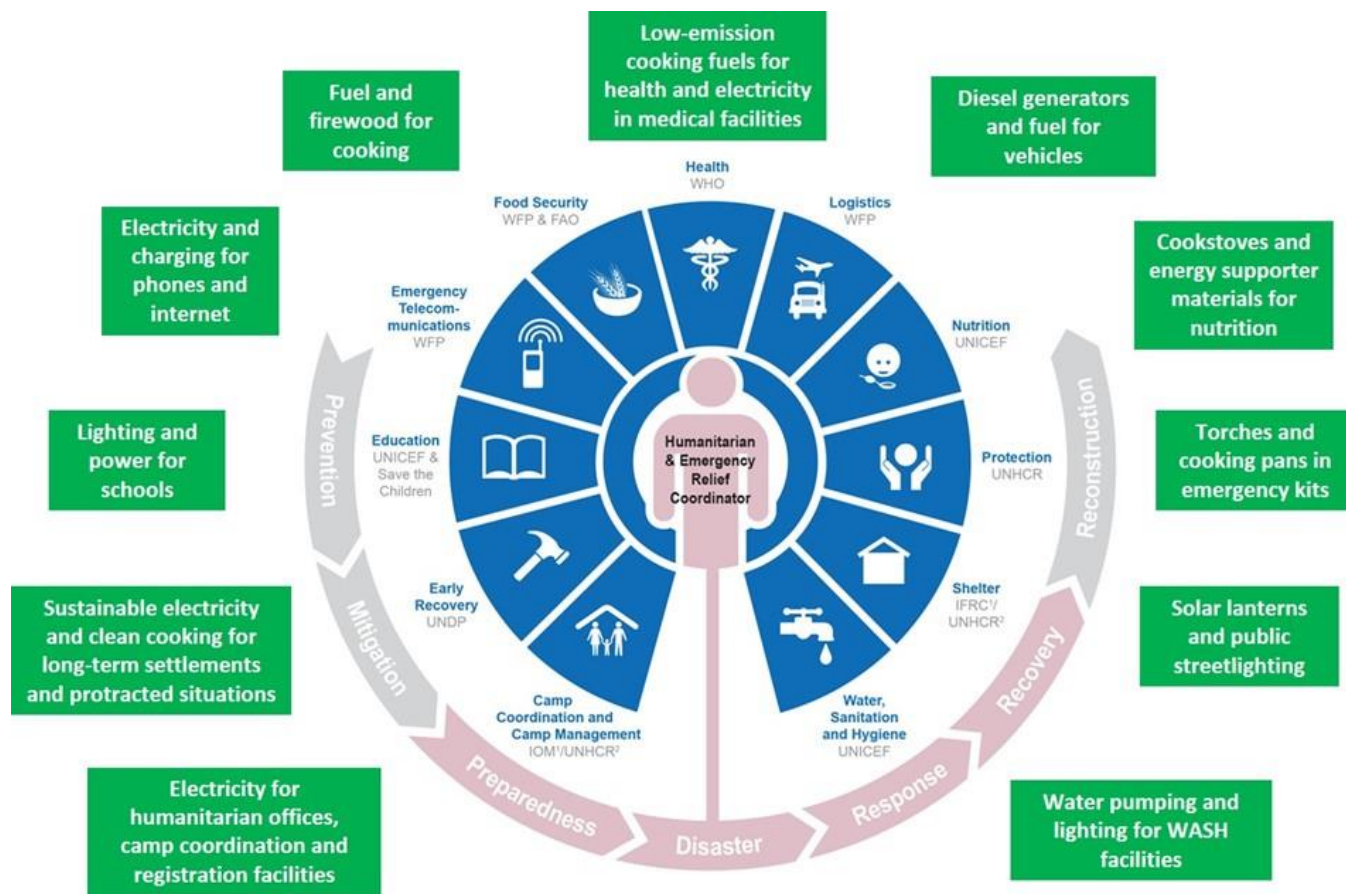 Low-emission
cooking fuels for
health and electricity
in medical facilities
Fuel and
firewood for
cooking
Diesel generators
and fuel for
vehicles
Electricity and
charging for
phones and
internet
Cookstoves and
energy supporter
materials for
nutrition
Lighting and
power for
schools
Torches and
cooking pans in
emergency kits
Sustainable electricity
and clean cooking for
long-term settlements
and protracted situations
Solar lanterns
and public
streetlighting
Electricity for
humanitarian offices,
camp coordination and
registration facilities
Water pumping and
lighting for WASH
facilities
Health
WHO
Food Security
WFP & FAO
Logistics
WFP
Emergency
Telecom-
munications
WFP
Nutrition
UNICEF
Education
UNICEF &
Save the
Children
Protection
UNHCR
Early
Recovery
UNDP
Shelter
IFRC¹/
UNHCR²
Camp
Coordination and
Camp Management
IOM¹/UNHCR²
Water,
Sanitation
and Hygiene
UNICEF
Humanitarian
& Emergency
Relief
Coordinator
Prevention
Mitigation
Preparedness
Disaster
Response
Recovery
Reconstruction